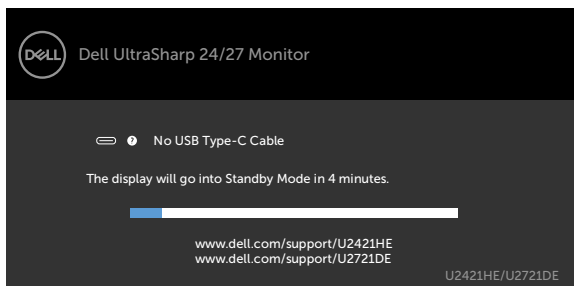 DELL
Dell UltraSharp 24/27 Monitor
? No USB Type-C Cable
The display will go into Standby Mode in 4 minutes.
www.dell.com/support/U2421HE
www.dell.com/support/U2721DE
U2421HE/U2721DE